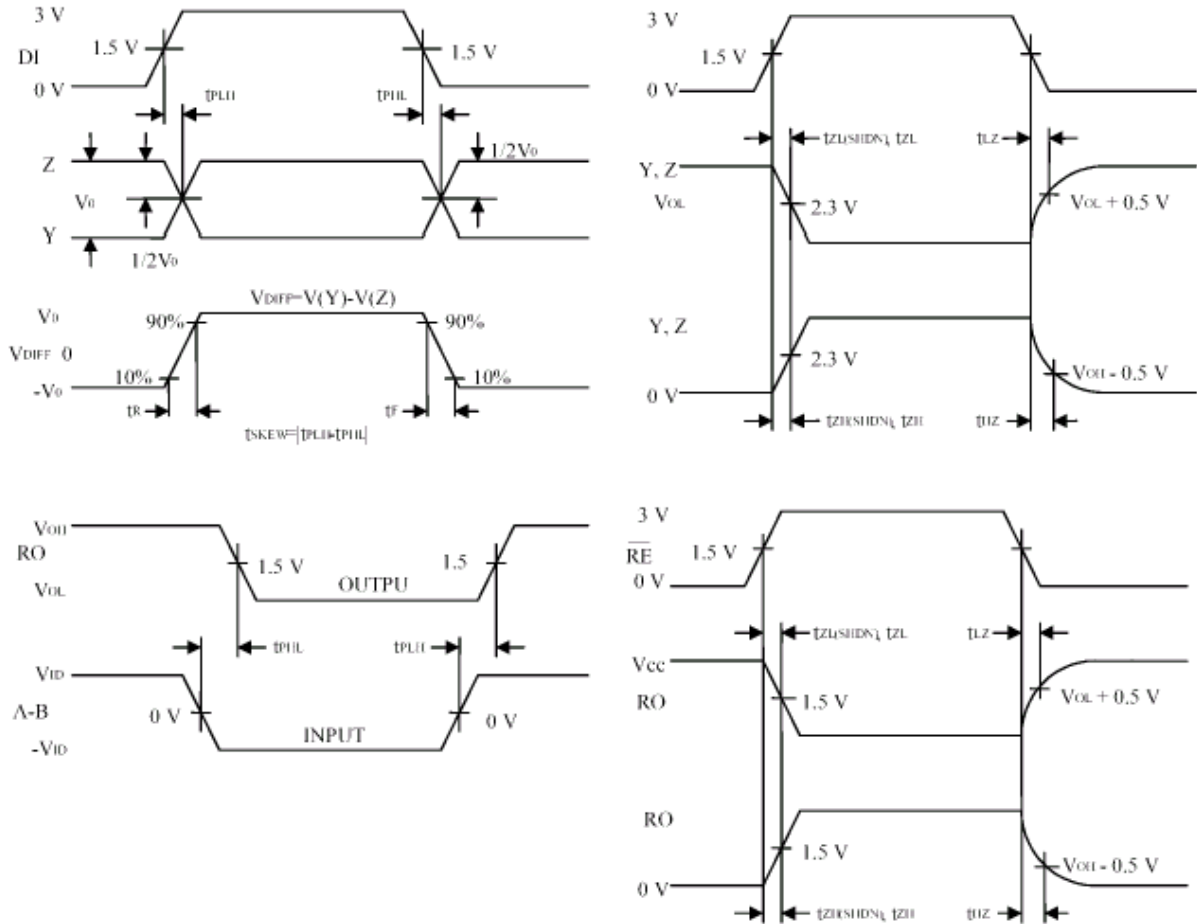 3 V
DI
0 V
1.5 V
1.5 V
tPLH
tPHL
Z
V0
Y
1/2V0
1/2V0
VDIFF=V(Y)-V(Z)
V0
VDIFF 0
-V0
90%
90%
10%
10%
tR
tF
tSKEW=|tPLH-tPHL|
3 V
1.5 V
0 V
tZL(SHDN), tZL
tLZ
Y, Z
VOL
2.3 V
VOL + 0.5 V
Y, Z
0 V
2.3 V
VOH - 0.5 V
tZH(SHDN), tZH
tHZ
VOH
RO
VOL
1.5 V
1.5
OUTPU
tPHL
tPLH
VID
A-B
-VID
0 V
0 V
INPUT
3 V
RE
0 V
1.5 V
tZL(SHDN), tZL
tLZ
Vcc
RO
1.5 V
VOL + 0.5 V
RO
0 V
1.5 V
VOH - 0.5 V
tZH(SHDN), tZH
tHZ